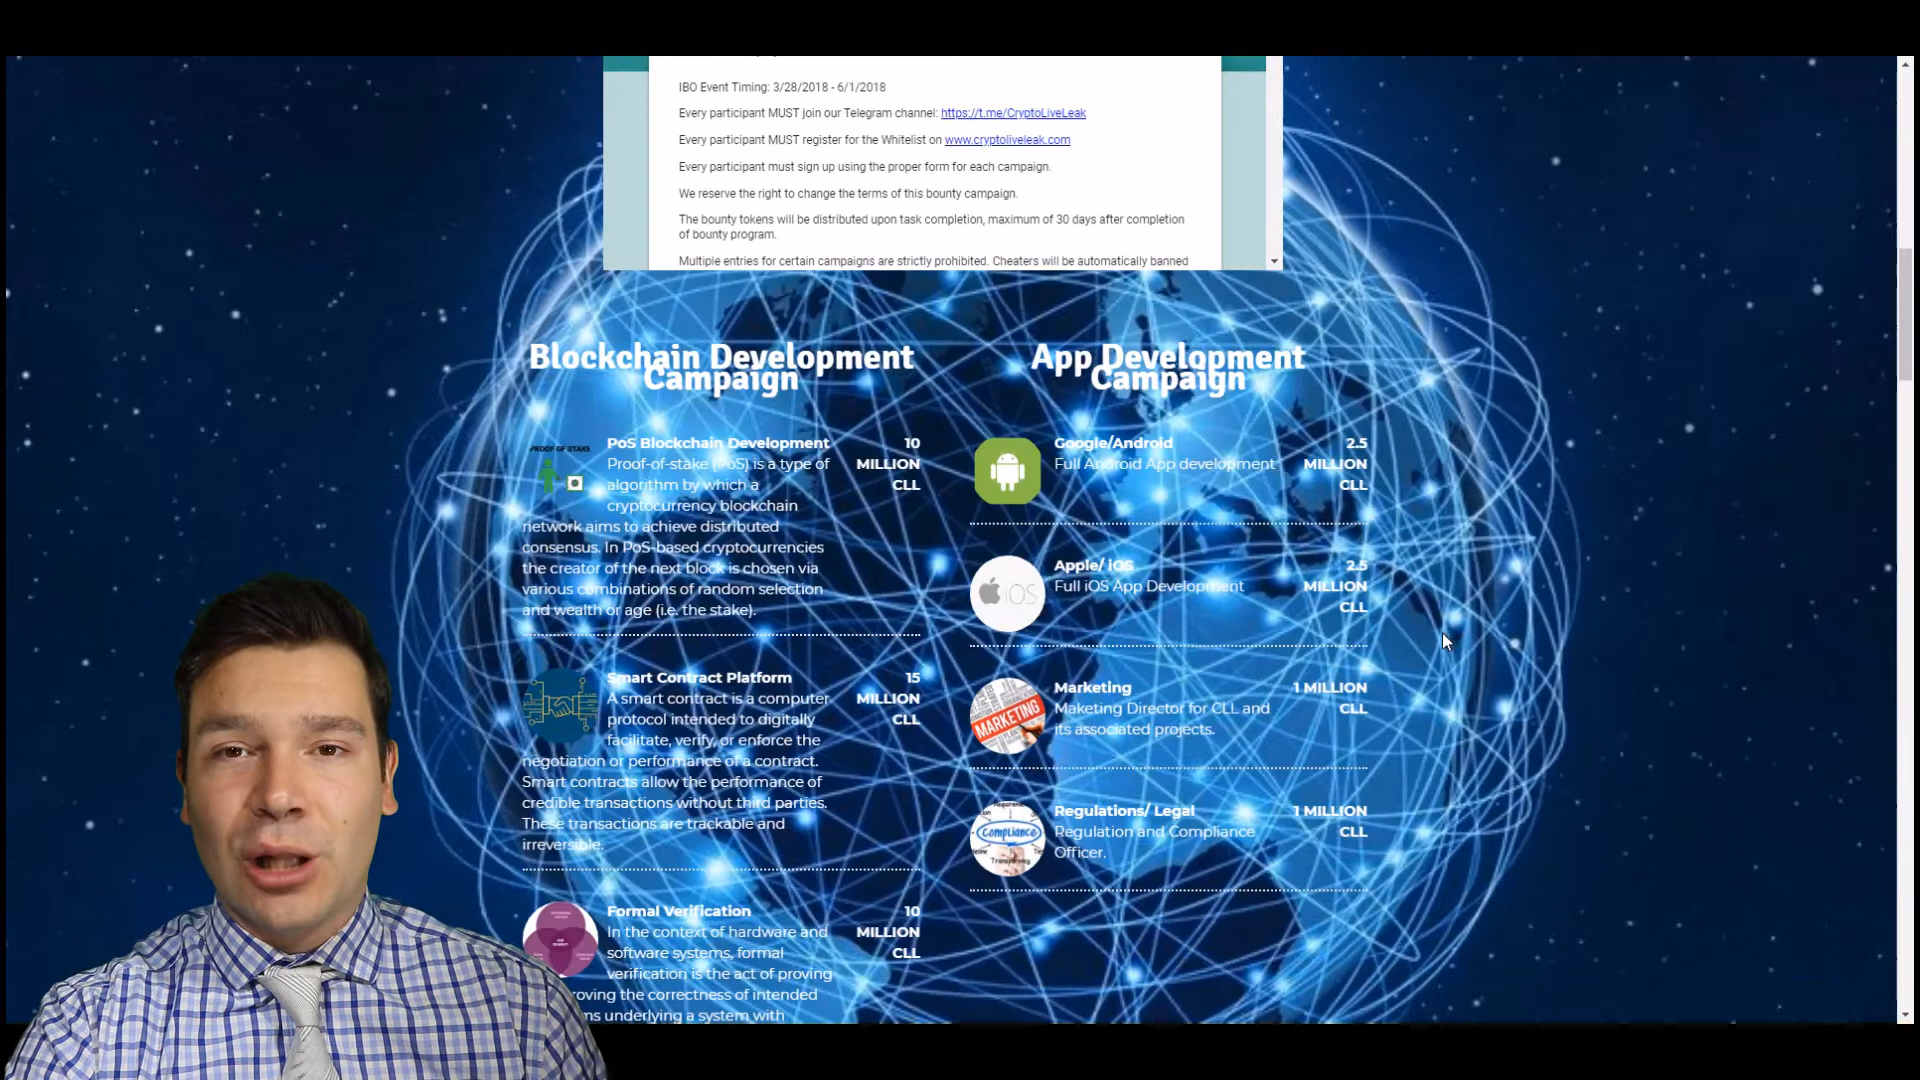 IBO Event Timing: 3/28/2018 - 6/1/2018
Every participant MUST join our Telegram channel: https://t.me/CryptoLiveLeak
Every participant MUST register for the Whitelist on www.cryptoliveleak.com
Every participant must sign up using the proper form for each campaign.
We reserve the right to change the terms of this bounty campaign.
The bounty tokens will be distributed upon task completion, maximum of 30 days after completion
of bounty program.
Multiple entries for certain campaigns are strictly prohibited. Cheaters will be automatically banned
Blockchain Development
Campaign
PROOF OF STAKE
PoS Blockchain Development
10
Proof-of-stake (PoS) is a type of
MILLION
algorithm by which a
CLL
cryptocurrency blockchain
network aims to achieve distributed
consensus. In PoS-based cryptocurrencies
the creator of the next block is chosen via
various combinations of random selection
and wealth or age (i.e. the stake).
Smart Contract Platform
15
A smart contract is a computer
MILLION
protocol intended to digitally
CLL
facilitate, verify, or enforce the
negotiation or performance of a contract.
Smart contracts allow the performance of
credible transactions without third parties.
These transactions are trackable and
irreversible.
Formal Verification
10
In the context of hardware and
MILLION
software systems, formal
CLL
verification is the act of proving
roving the correctness of intended
ms underlying a system with
App Development
Campaign
Google/Android
2.5
Full Android App development
MILLION
CLL
iOS
Apple/ iOS
2.5
Full iOS App Development
MILLION
CLL
MARKETING
Marketing
1 MILLION
Maketing Director for CLL and
CLL
its associated projects.
Compliance
Transparency
Regulations/ Legal
1 MILLION
Regulation and Compliance
CLL
Officer.